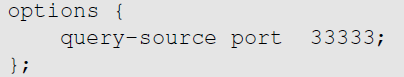 options {
    query-source port  33333;
};